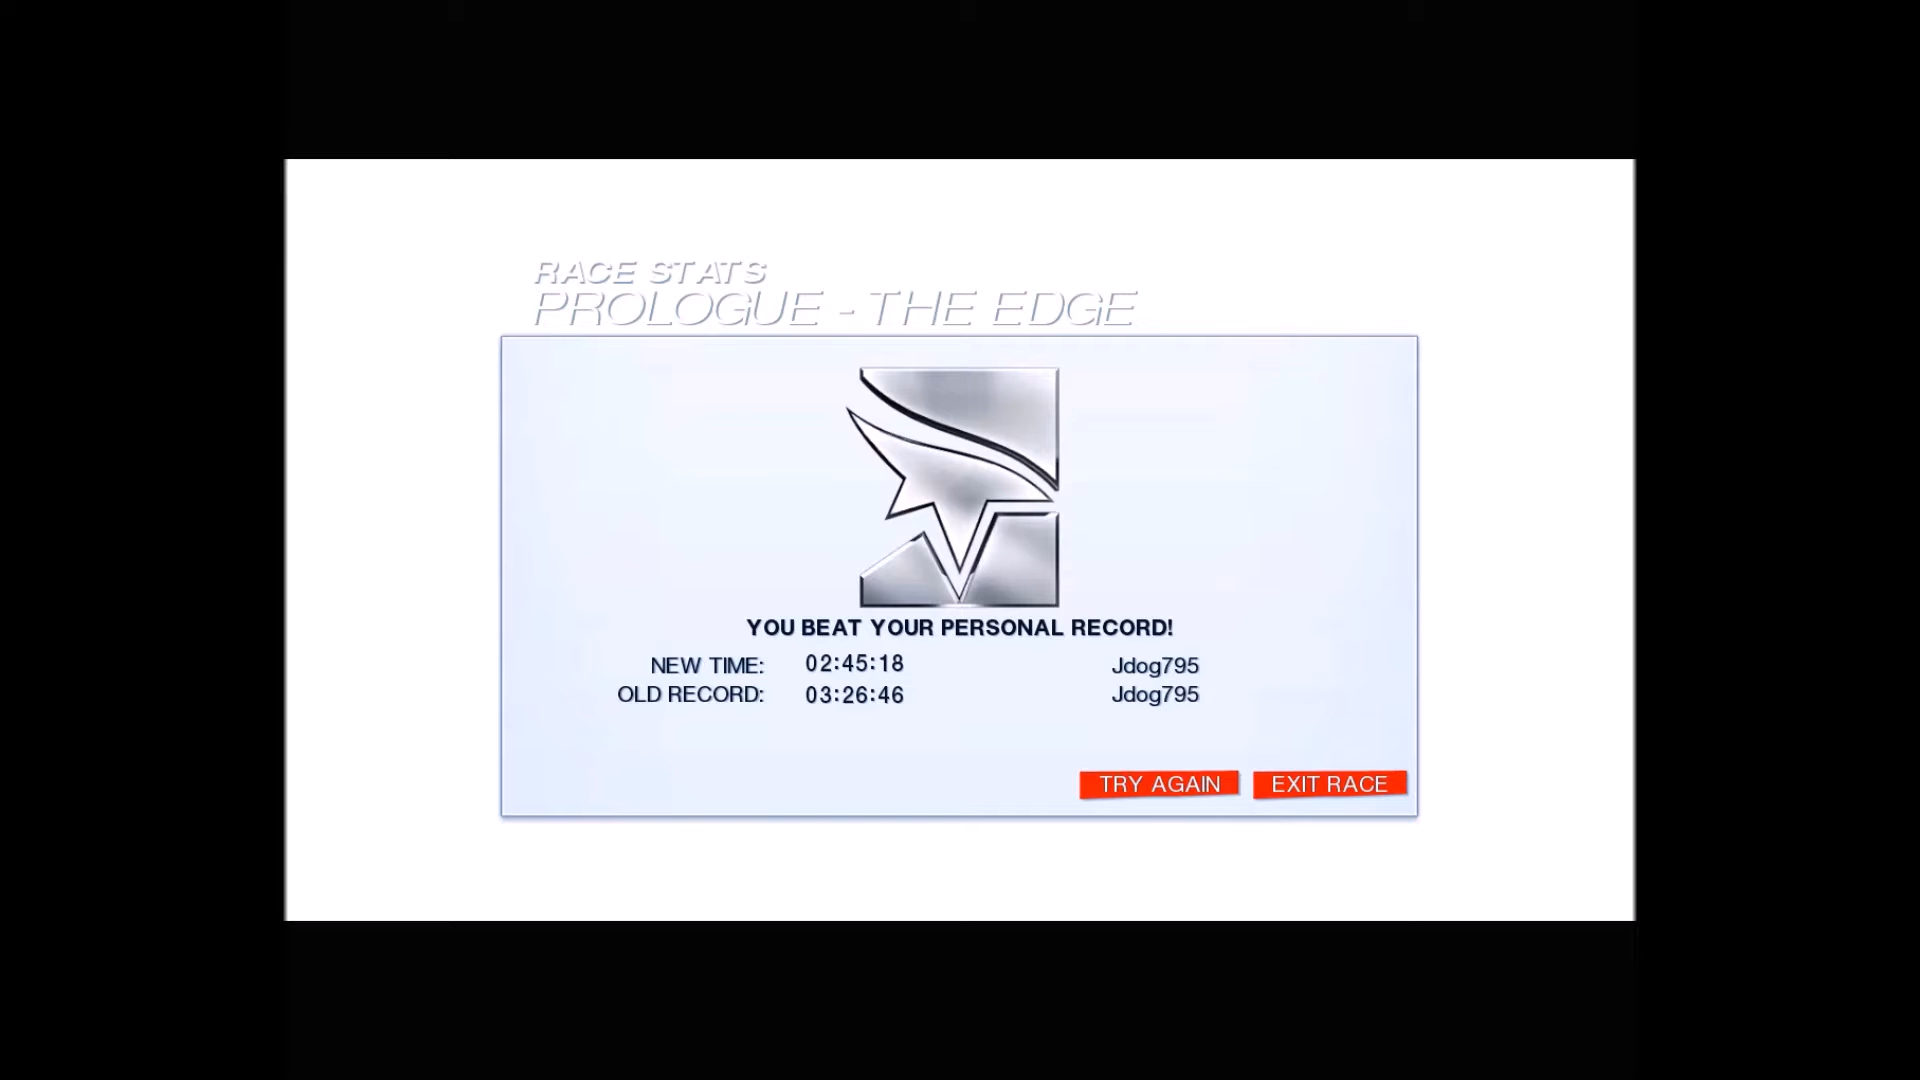 RACE STATS
PROLOGUE - THE EDGE
YOU BEAT YOUR PERSONAL RECORD!
NEW TIME: 02:45:18 Jdog795
OLD RECORD: 03:26:46 Jdog795
TRY AGAIN EXIT RACE